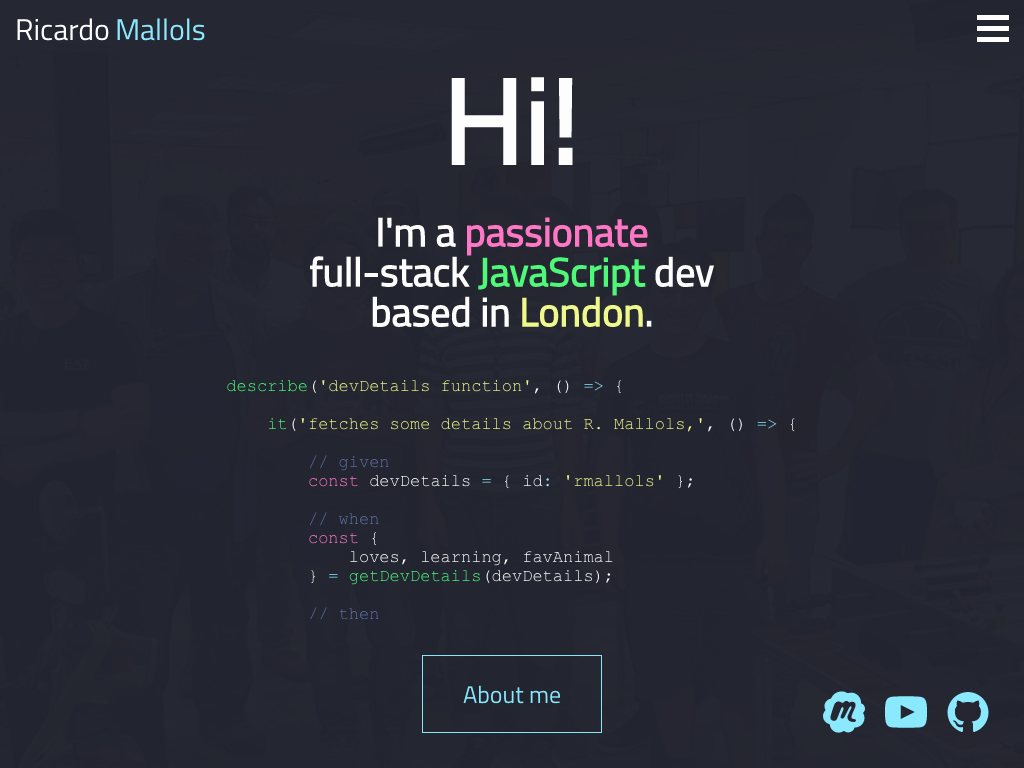 Ricardo Mallols
Hi!
I'm a passionate
full-stack JavaScript dev
based in London.
describe('devDetails function', () => {
it('fetches some details about R. Mallols,', () => {
// given
const devDetails = { id: 'rmallols' };
// when
const {
loves, learning, favAnimal
} = getDevDetails(devDetails);
// then
About me